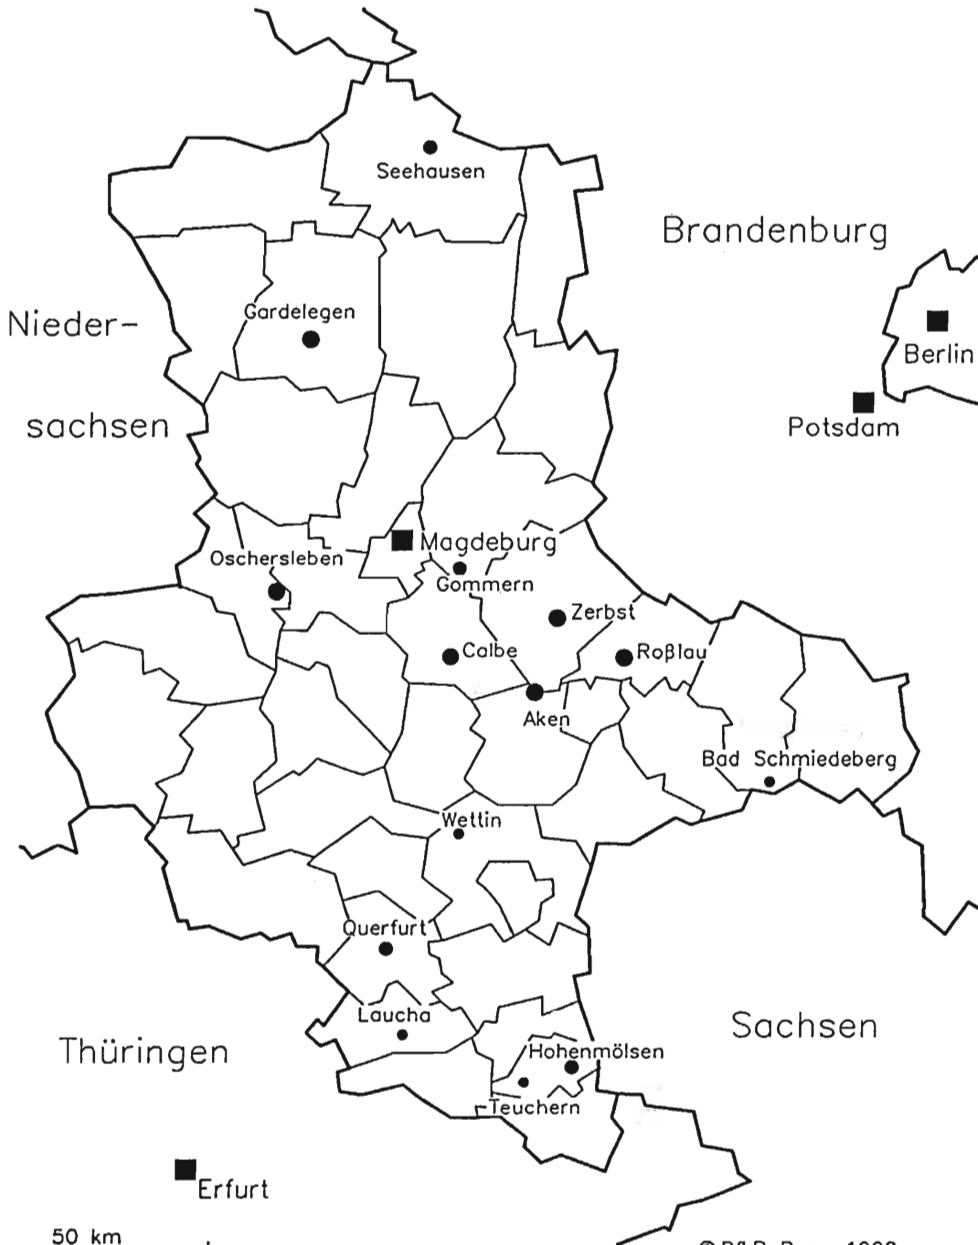 Seehausen
Brandenburg
Gardelegen
Nieder-
Berlin
sachsen
Potsdam
Magdeburg
Oschersleben
Gommern
Zerbst
Calbe
Roßlau
Aken
Bad Schmiedeberg
Wettin
Querfurt
Laucha
Sachsen
Thüringen
Hohenmölsen
Teuchern
Erfurt
50 km